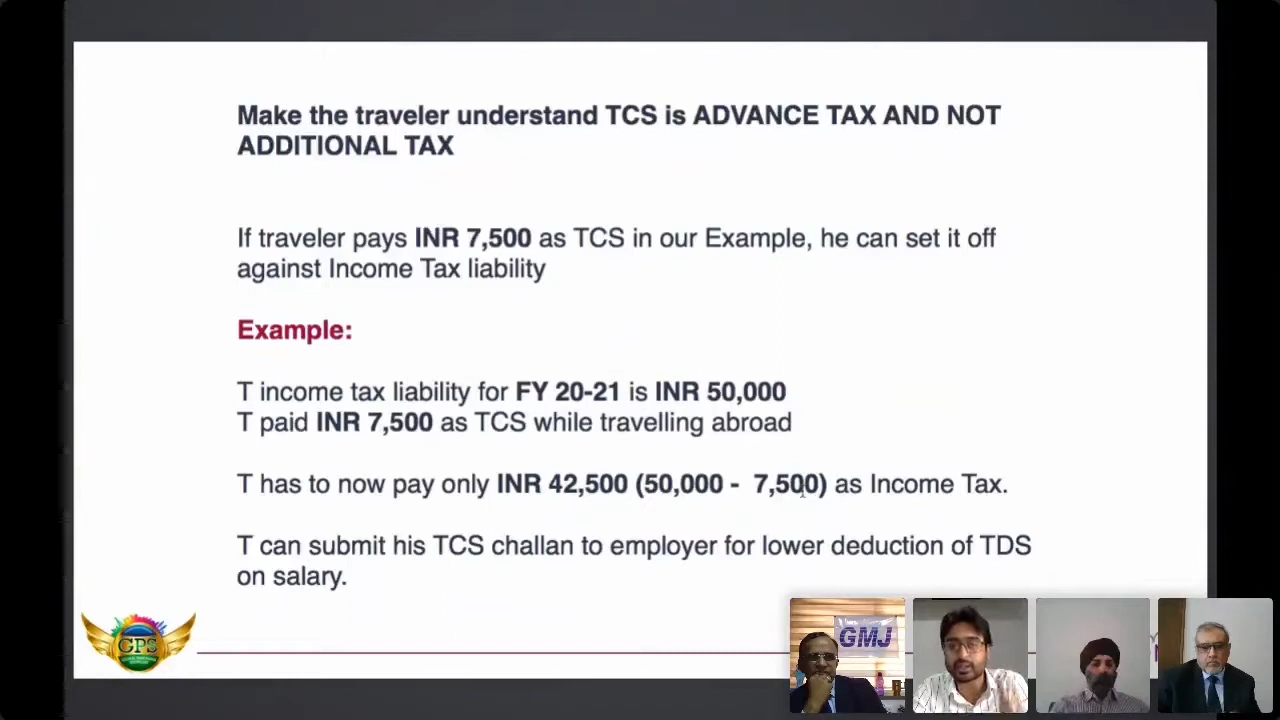 Make the traveler understand TCS is ADVANCE TAX AND NOT
ADDITIONAL TAX
If traveler pays INR 7,500 as TCS in our Example, he can set it off
against Income Tax liability
Example:
T income tax liability for FY 20-21 is INR 50,000
T paid INR 7,500 as TCS while travelling abroad
T has to now pay only INR 42,500 (50,000 -  7,500) as Income Tax.
T can submit his TCS challan to employer for lower deduction of TDS
on salary.
GPS
GMJ